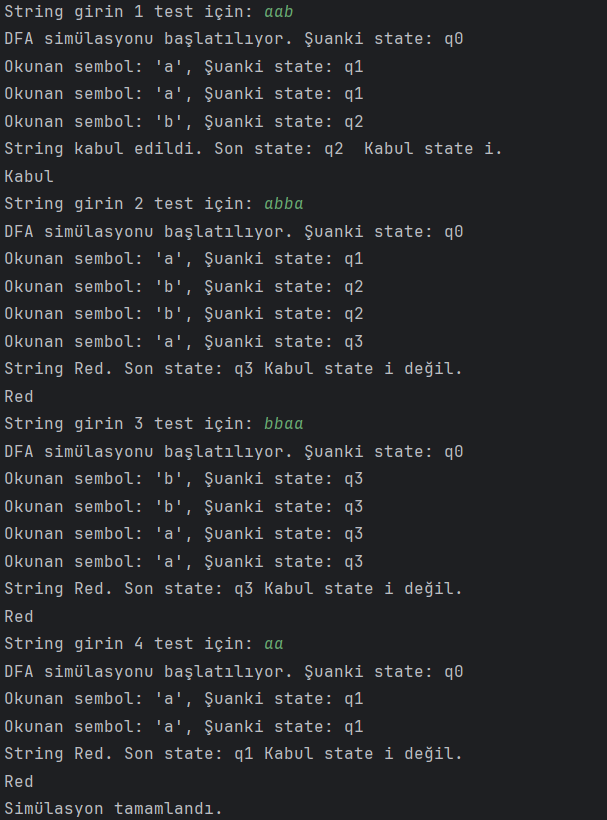 String girin 1 test için: aab
DFA simülasyonu başlatılıyor. Şuanki state: q0
Okunan sembol: 'a', Şuanki state: q1
Okunan sembol: 'a', Şuanki state: q1
Okunan sembol: 'b', Şuanki state: q2
String kabul edildi. Son state: q2  Kabul state i.
Kabul
String girin 2 test için: abba
DFA simülasyonu başlatılıyor. Şuanki state: q0
Okunan sembol: 'a', Şuanki state: q1
Okunan sembol: 'b', Şuanki state: q2
Okunan sembol: 'b', Şuanki state: q2
Okunan sembol: 'a', Şuanki state: q3
String Red. Son state: q3 Kabul state i değil.
Red
String girin 3 test için: bbaa
DFA simülasyonu başlatılıyor. Şuanki state: q0
Okunan sembol: 'b', Şuanki state: q3
Okunan sembol: 'b', Şuanki state: q3
Okunan sembol: 'a', Şuanki state: q3
Okunan sembol: 'a', Şuanki state: q3
String Red. Son state: q3 Kabul state i değil.
Red
String girin 4 test için: aa
DFA simülasyonu başlatılıyor. Şuanki state: q0
Okunan sembol: 'a', Şuanki state: q1
Okunan sembol: 'a', Şuanki state: q1
String Red. Son state: q1 Kabul state i değil.
Red
Simülasyon tamamlandı.